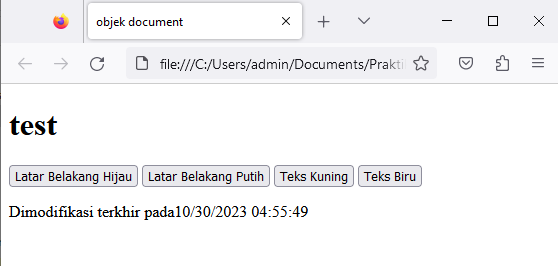 objek document
file:///C:/Users/admin/Documents/Prakti
test
Latar Belakang Hijau Latar Belakang Putih Teks Kuning Teks Biru
Dimodifikasi terkhir pada10/30/2023 04:55:49